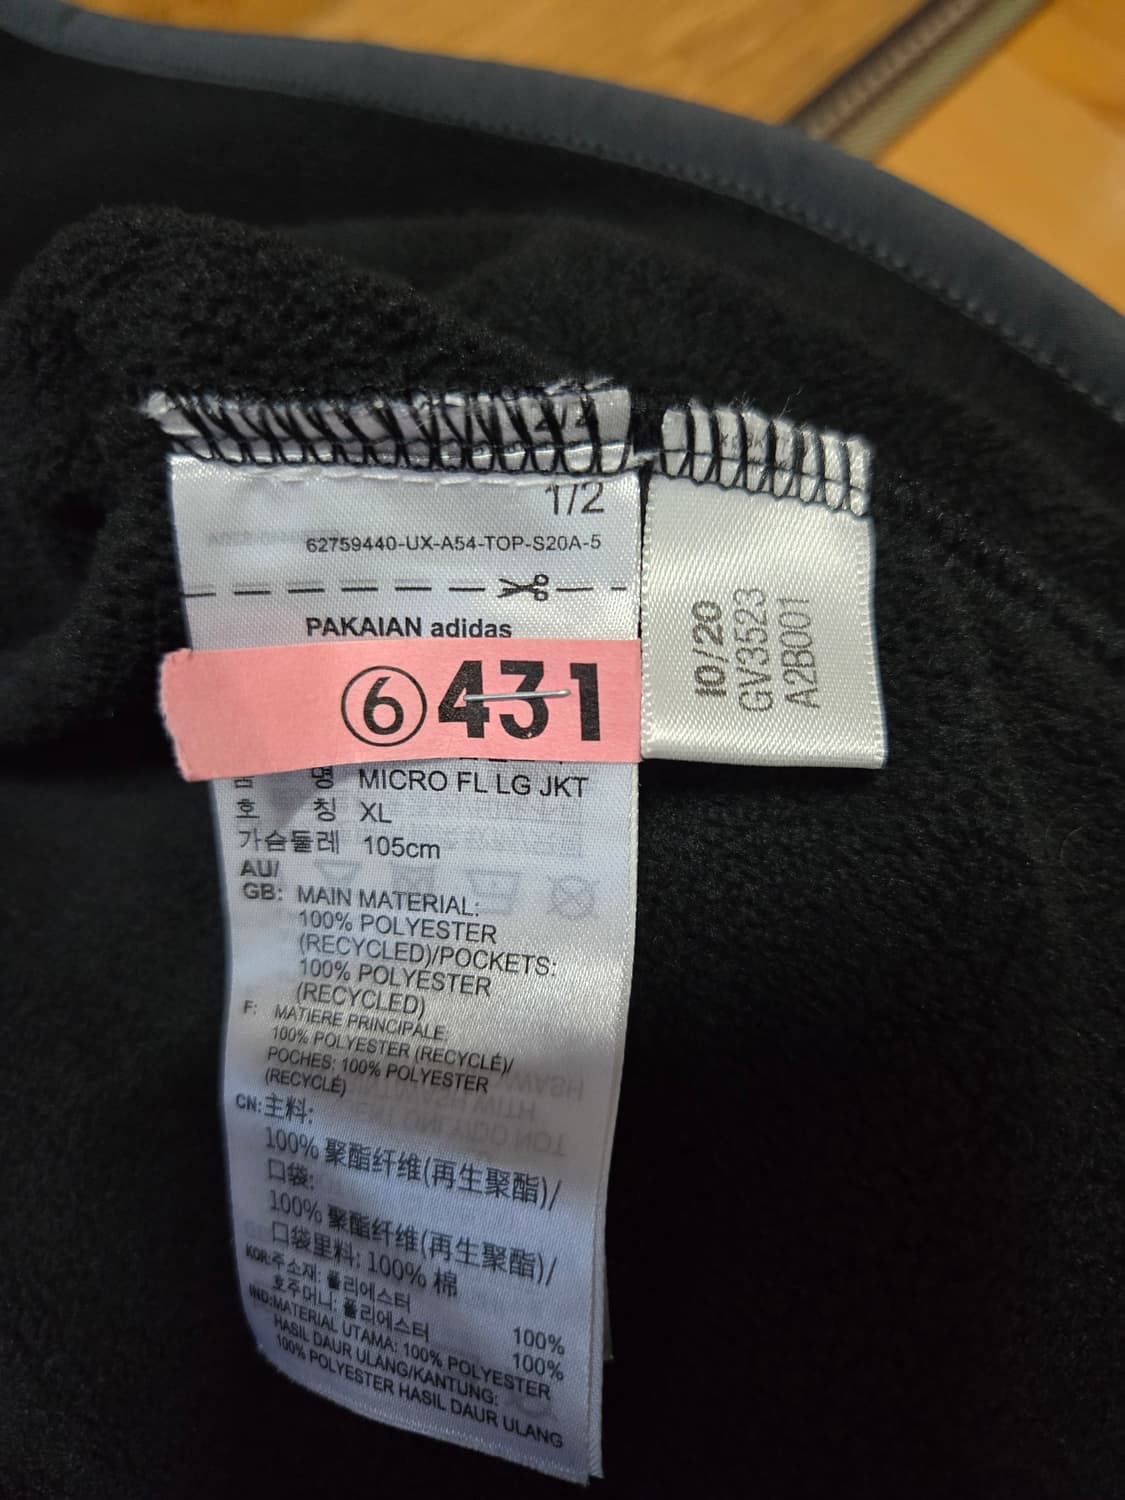 1/2
62759440-UX-A54-TOP-S20A-5
PAKAIAN adidas
⑥431
명 MICRO FL LG JKT
호 칭 XL
가슴둘레 105cm
AU/
GB: MAIN MATERIAL:
100% POLYESTER
(RECYCLED)/POCKETS:
100% POLYESTER
(RECYCLED)
F: MATIERE PRINCIPALE:
100% POLYESTER (RECYCLÉ)/
POCHES: 100% POLYESTER
(RECYCLÉ)
CN: 主料:
100% 聚酯纤维(再生聚酯)/
口袋:
100% 聚酯纤维(再生聚酯)/
口袋里料: 100% 棉
KOR: 주소재: 폴리에스터 100%
호주머니: 폴리에스터 100%
IND: MATERIAL UTAMA: 100% POLYESTER
HASIL DAUR ULANG/KANTUNG:
100% POLYESTER HASIL DAUR ULANG
10/20
GV3523
A2B001